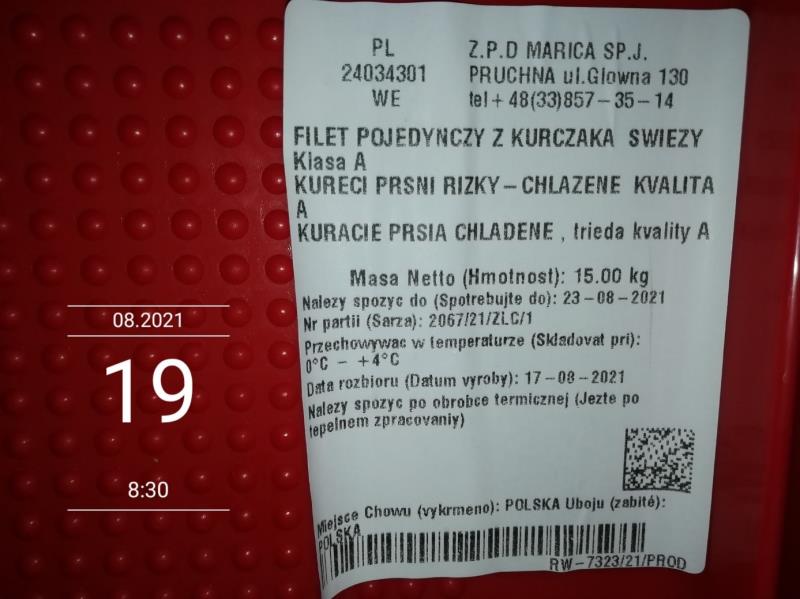 PL
24034301
WE
Z.P.D MARICA SP.J.
PRUCHNA ul.Glowna 130
tel+ 48(33)857-35-14
FILET POJEDYNCZY Z KURCZAKA SWIEZY
Klasa A
KURECI PRSNI RIZKY-CHLAZENE KVALITA
A
KURACIE PRSIA CHLADENE , trieda kvality A
Masa Netto (Hmotnost): 15.00 kg
Nalezy spozyc do (Spotrebujte do): 23-08-2021
Nr partii (Sarza): 2067/21/ZLC/1
Przechowywac w temperaturze (Skladovat pri):
0°C - +4°C
Data rozbioru (Datum vyroby): 17-08-2021
Nalezy spozyc po obrobce termicznej (Jezte po
tepelnem zpracovaniy)
Miejsce Chowu (vykrmeno): POLSKA Uboju (zabité):
POLSKA
RW-7323/21/PROD
08.2021
19
8:30